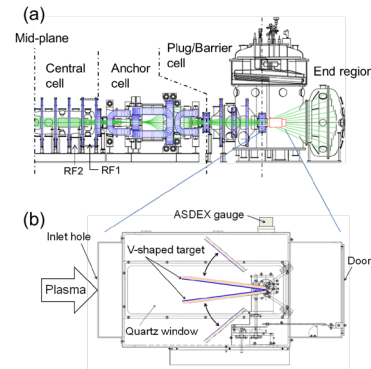 (a)
Mid-plane
Central
cell
Anchor
cell
Plug/Barrier
cell
End region
RF2
RF1
(b)
ASDEX gauge
Inlet hole
V-shaped target
Door
Plasma
Quartz window